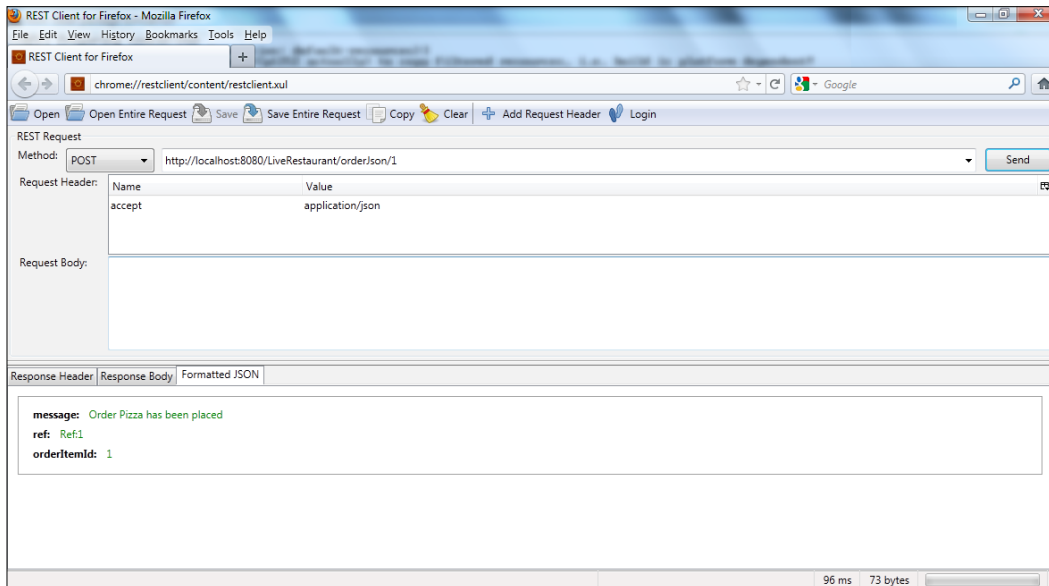 REST Client for Firefox - Mozilla Firefox
File Edit View History Bookmarks Tools Help
REST Client for Firefox +
chrome://restclient/content/restclient.xul Google
Open Open Entire Request Save Save Entire Request Copy Clear Add Request Header Login
REST Request
Method: POST http://localhost:8080/LiveRestaurant/orderJson/1 Send
Request Header: Name Value
accept application/json
Request Body:
Response Header Response Body Formatted JSON
message: Order Pizza has been placed
ref: Ref:1
orderItemId: 1
96 ms 73 bytes